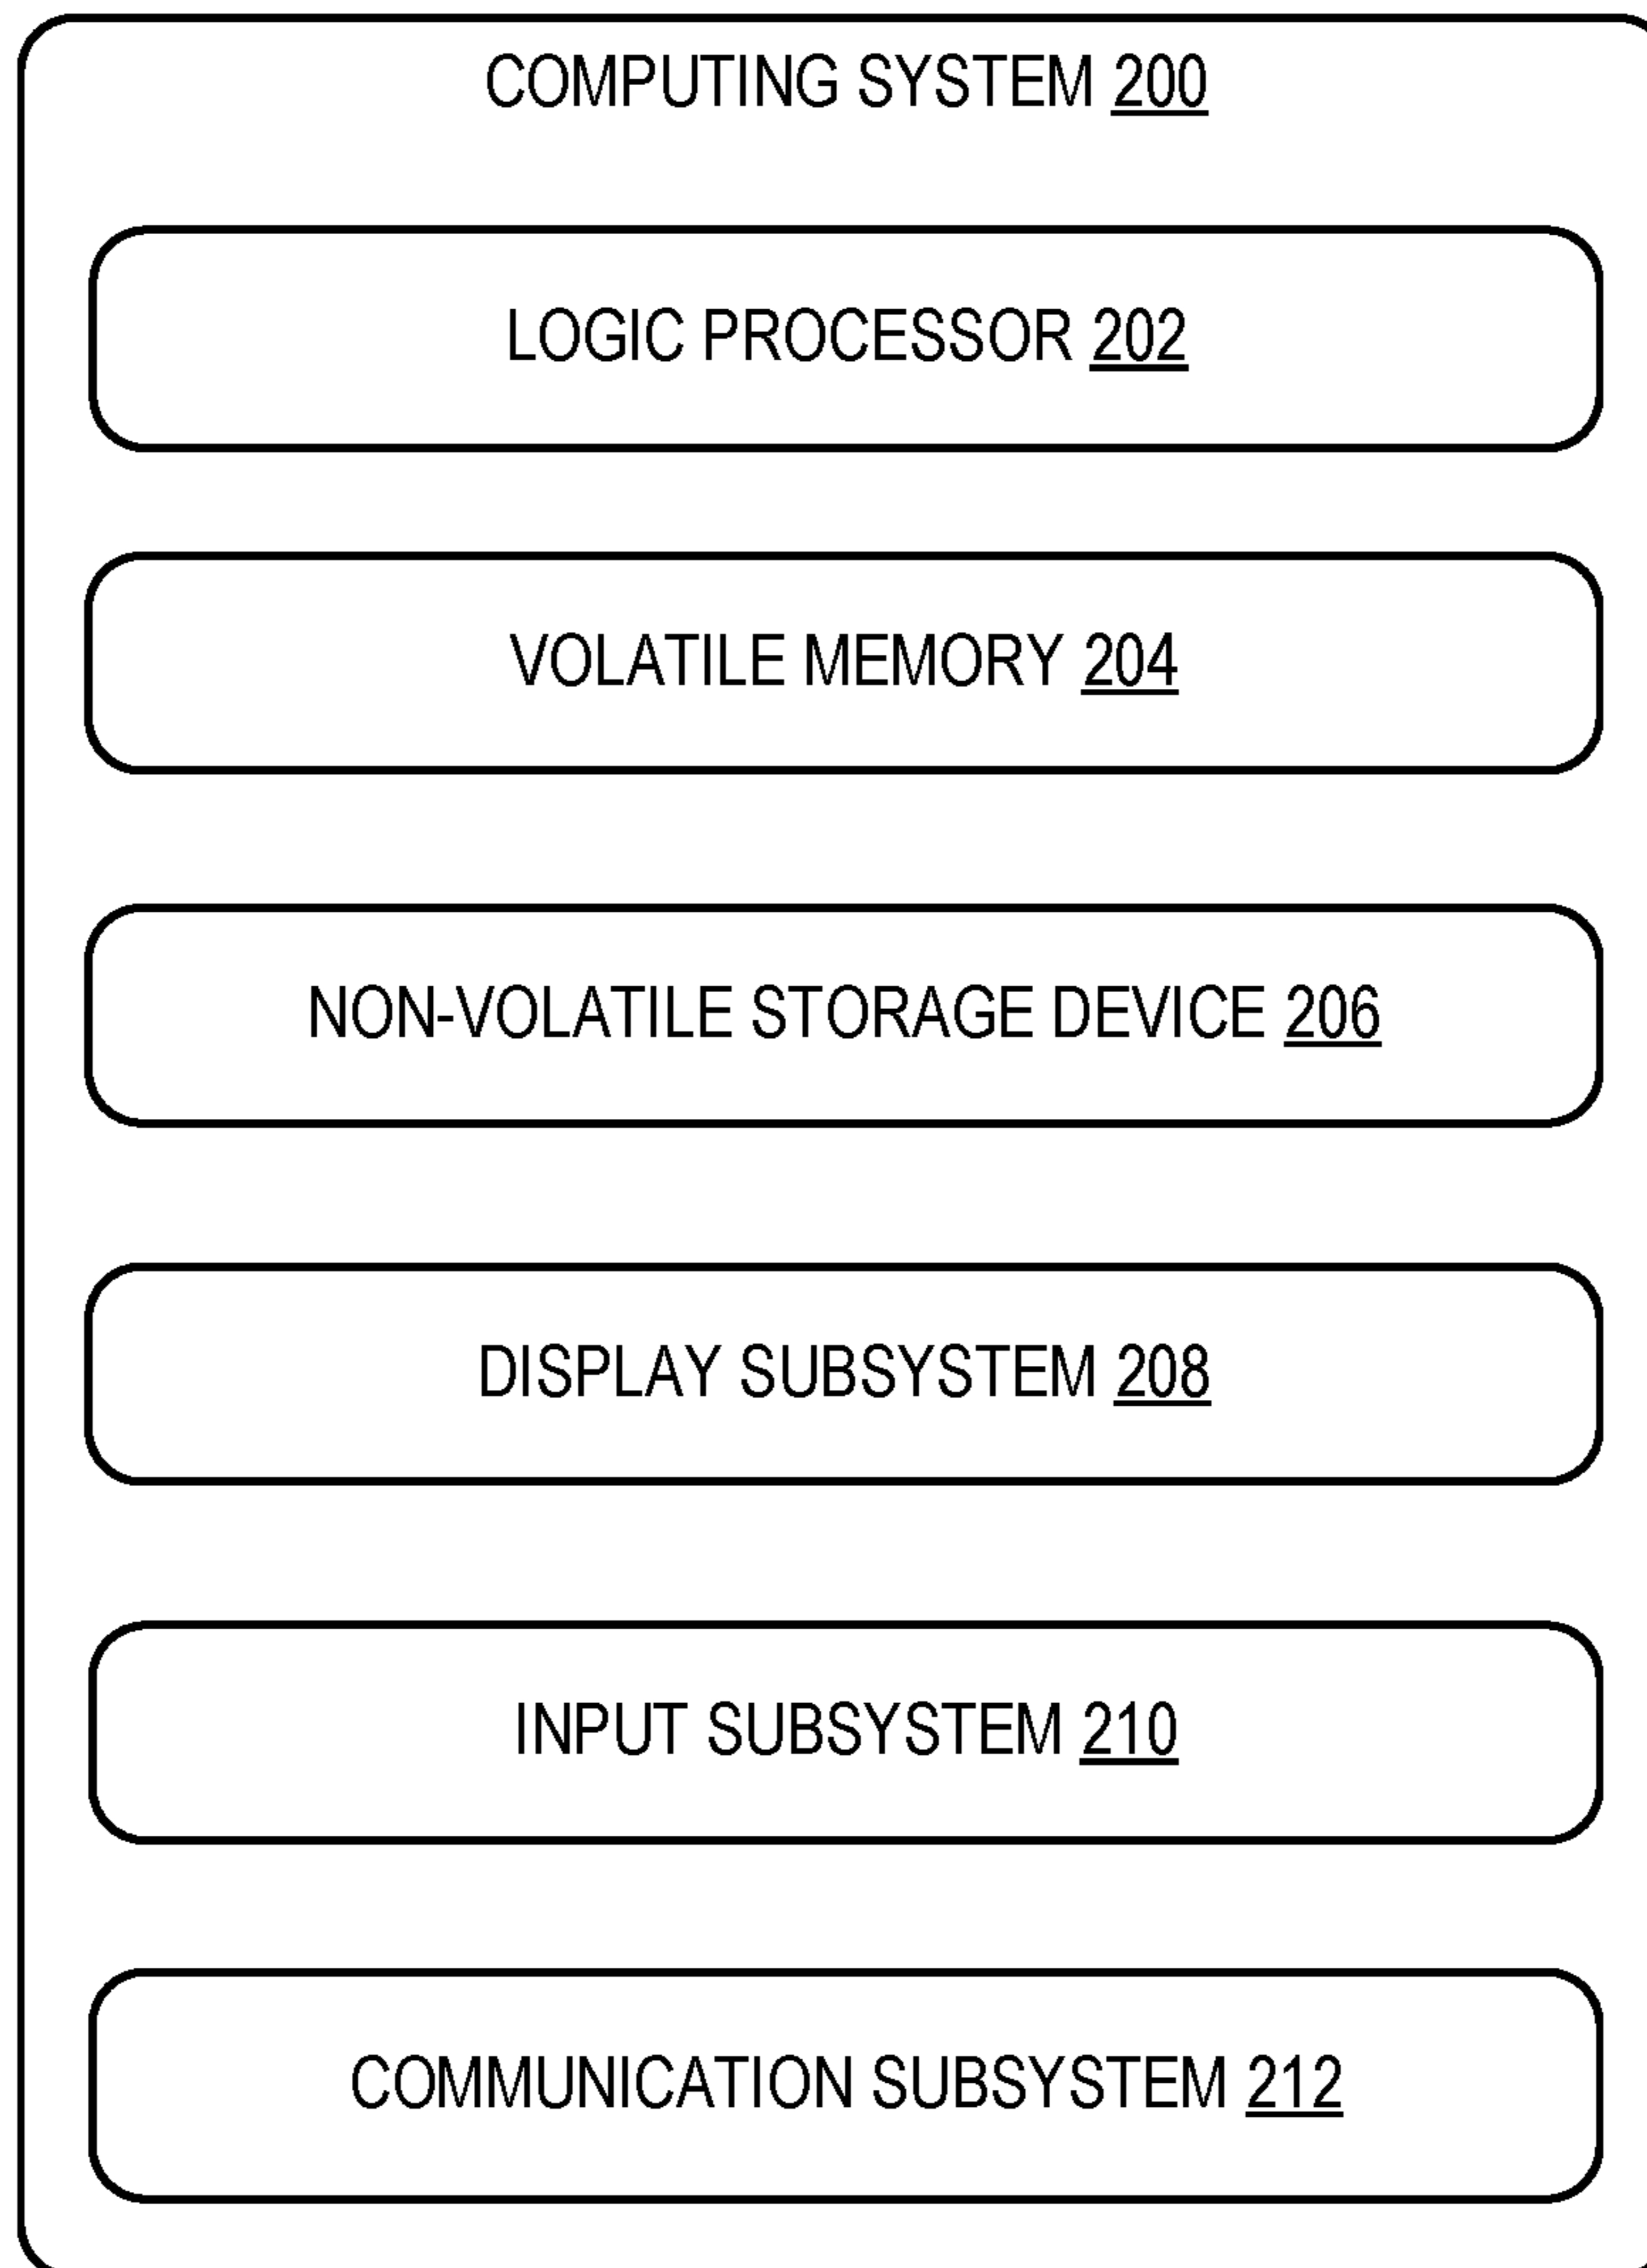 COMPUTING SYSTEM 200
LOGIC PROCESSOR 202
VOLATILE MEMORY 204
NON-VOLATILE STORAGE DEVICE 206
DISPLAY SUBSYSTEM 208
INPUT SUBSYSTEM 210
COMMUNICATION SUBSYSTEM 212